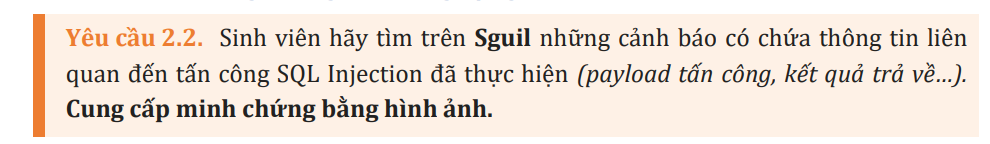 Yêu cầu 2.2. Sinh viên hãy tìm trên Sguil những cảnh báo có chứa thông tin liên
quan đến tấn công SQL Injection đã thực hiện (payload tấn công, kết quả trả về...).
Cung cấp minh chứng bằng hình ảnh.